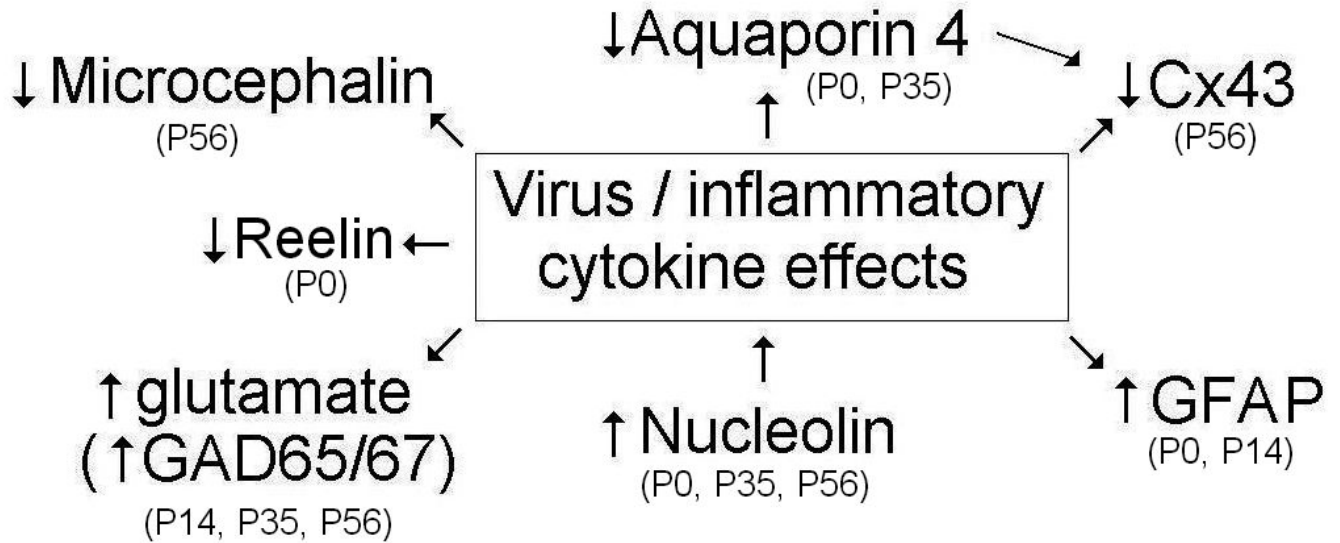 ↓Aquaporin 4
(P0, P35)
↓Microcephalin
(P56)
↓Cx43
(P56)
Virus / inflammatory
cytokine effects
↓Reelin
(P0)
↑glutamate
(↑GAD65/67)
(P14, P35, P56)
↑Nucleolin
(P0, P35, P56)
↑GFAP
(P0, P14)